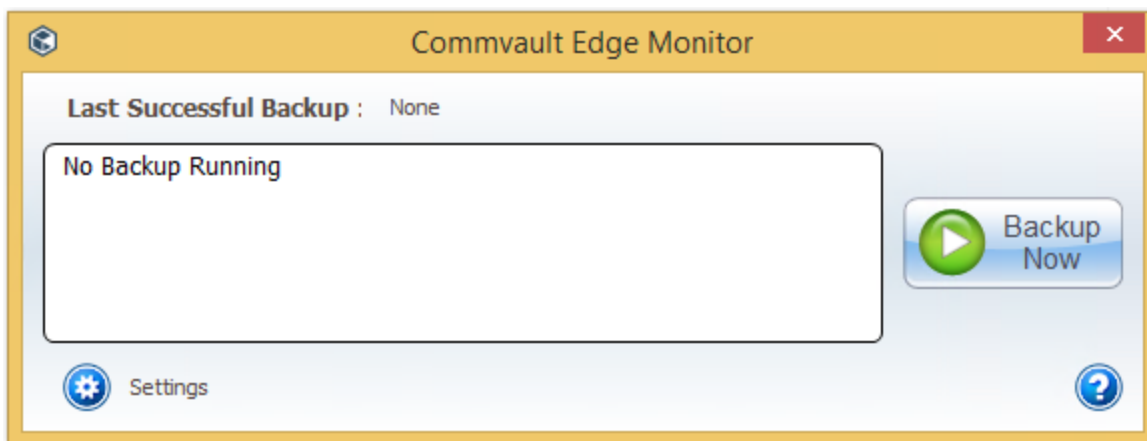 Commvault Edge Monitor
Last Successful Backup : None
No Backup Running
Backup
Now
Settings